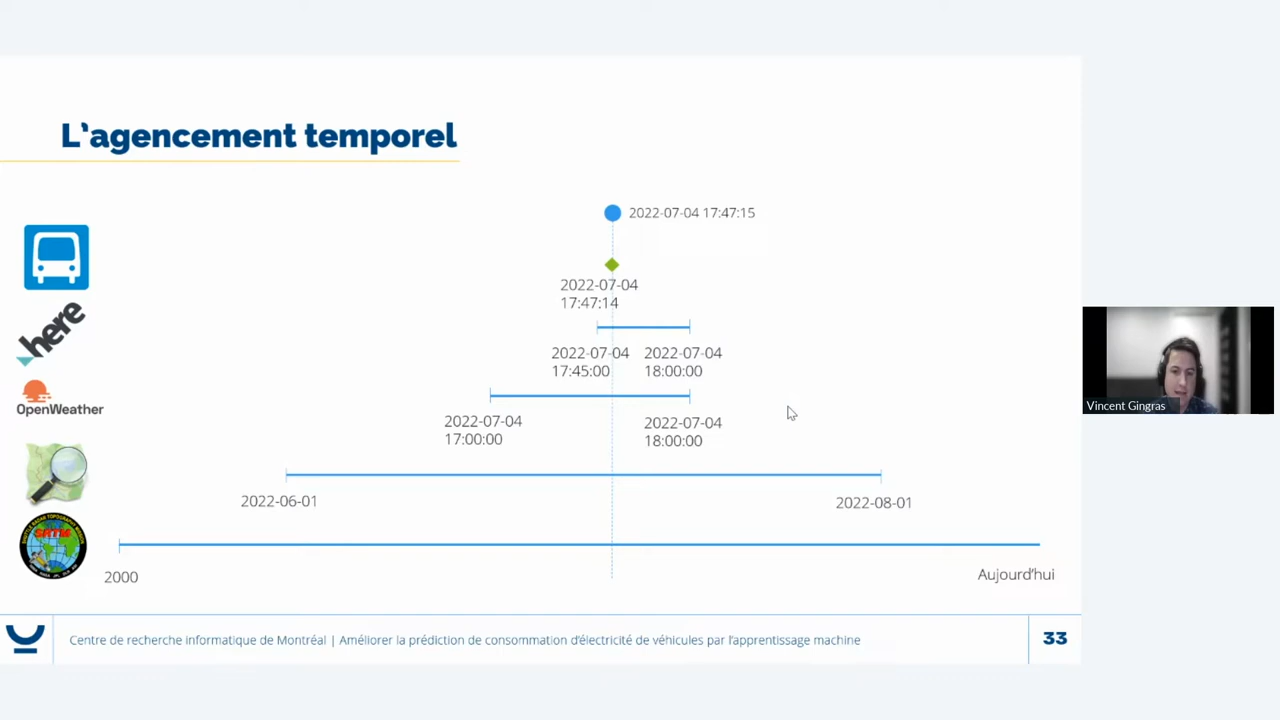 L'agencement temporel
2022-07-04 17:47:15
2022-07-04
17:47:14
here
2022-07-04
17:45:00
2022-07-04
18:00:00
OpenWeather
2022-07-04
17:00:00
2022-07-04
18:00:00
2022-06-01
2022-08-01
SRTM
2000
Aujourd'hui
Centre de recherche informatique de Montréal | Améliorer la prédiction de consommation d'électricité de véhicules par l'apprentissage machine
33
Vincent Gingras